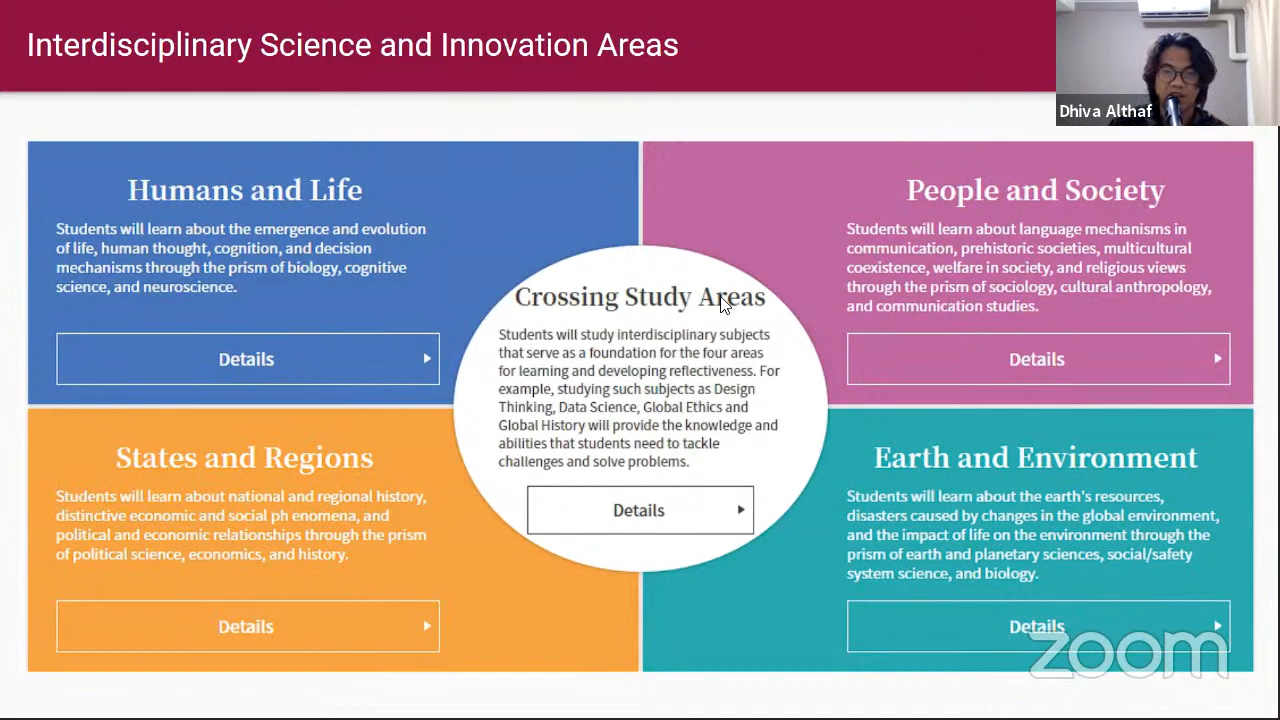 Interdisciplinary Science and Innovation Areas
Dhiva Althaf
Humans and Life
Students will learn about the emergence and evolution
of life, human thought, cognition, and decision
mechanisms through the prism of biology, cognitive
science, and neuroscience.
Details
People and Society
Students will learn about language mechanisms in
communication, prehistoric societies, multicultural
coexistence, welfare in society, and religious views
through the prism of sociology, cultural anthropology,
and communication studies.
Details
Crossing Study Areas
Students will study interdisciplinary subjects
that serve as a foundation for the four areas
for learning and developing reflectiveness. For
example, studying such subjects as Design
Thinking, Data Science, Global Ethics and
Global History will provide the knowledge and
abilities that students need to tackle
challenges and solve problems.
Details
States and Regions
Students will learn about national and regional history,
distinctive economic and social ph enomena, and
political and economic relationships through the prism
of political science, economics, and history.
Details
Earth and Environment
Students will learn about the earth's resources,
disasters caused by changes in the global environment,
and the impact of life on the environment through the
prism of earth and planetary sciences, social/safety
system science, and biology.
Details
zoom